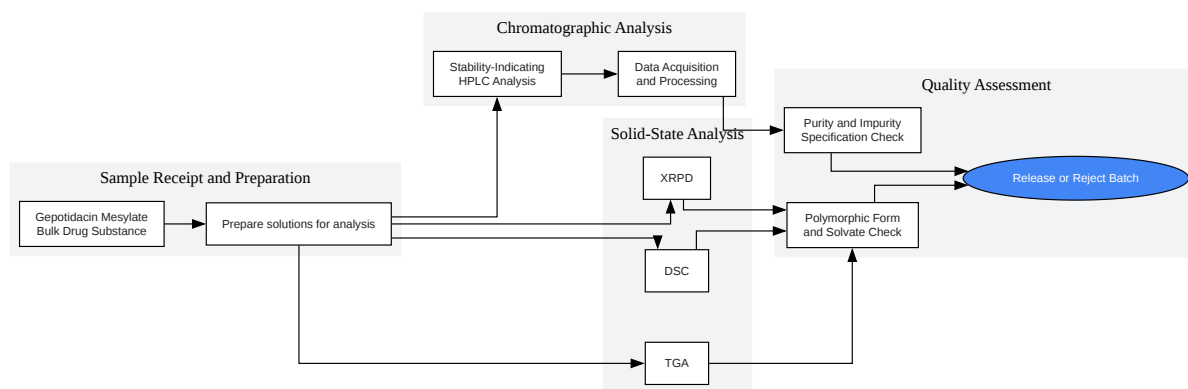 Chromatographic Analysis
Stability-Indicating
HPLC Analysis
Data Acquisition
and Processing
Quality Assessment
Purity and Impurity
Specification Check
Solid-State Analysis
XRPD
Release or Reject Batch
Sample Receipt and Preparation
Gepotidacin Mesylate
Bulk Drug Substance
Prepare solutions for analysis
Polymorphic Form
and Solvate Check
DSC
TGA